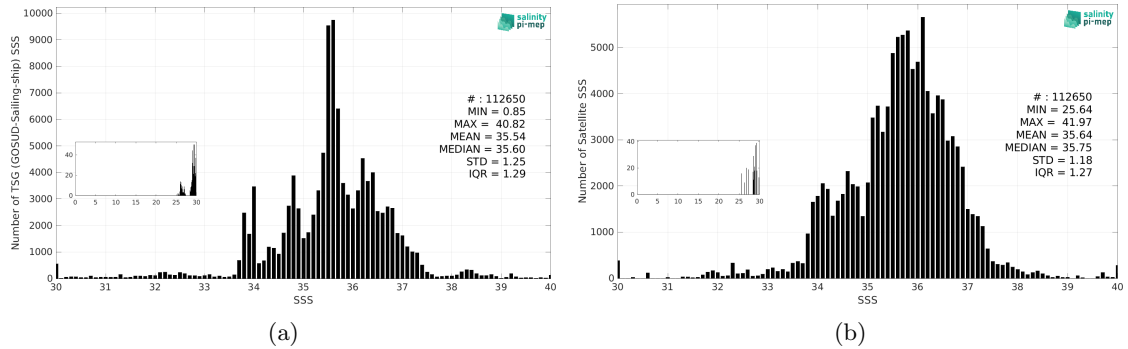 10000
9000
8000
7000
6000
5000
4000
3000
2000
1000
0
Number of TSG (GOSUD-Sailing-ship) SSS
salinity
pi-mep
# : 112650
MIN = 0.85
MAX = 40.82
MEAN = 35.54
MEDIAN = 35.60
STD = 1.25
IQR = 1.29
40
20
0
0 5 10 15 20 25 30
30 31 32 33 34 35 36 37 38 39 40
SSS
(a)
5000
4000
3000
2000
1000
0
Number of Satellite SSS
salinity
pi-mep
# : 112650
MIN = 25.64
MAX = 41.97
MEAN = 35.64
MEDIAN = 35.75
STD = 1.18
IQR = 1.27
40
20
0
0 5 10 15 20 25 30
30 31 32 33 34 35 36 37 38 39 40
SSS
(b)